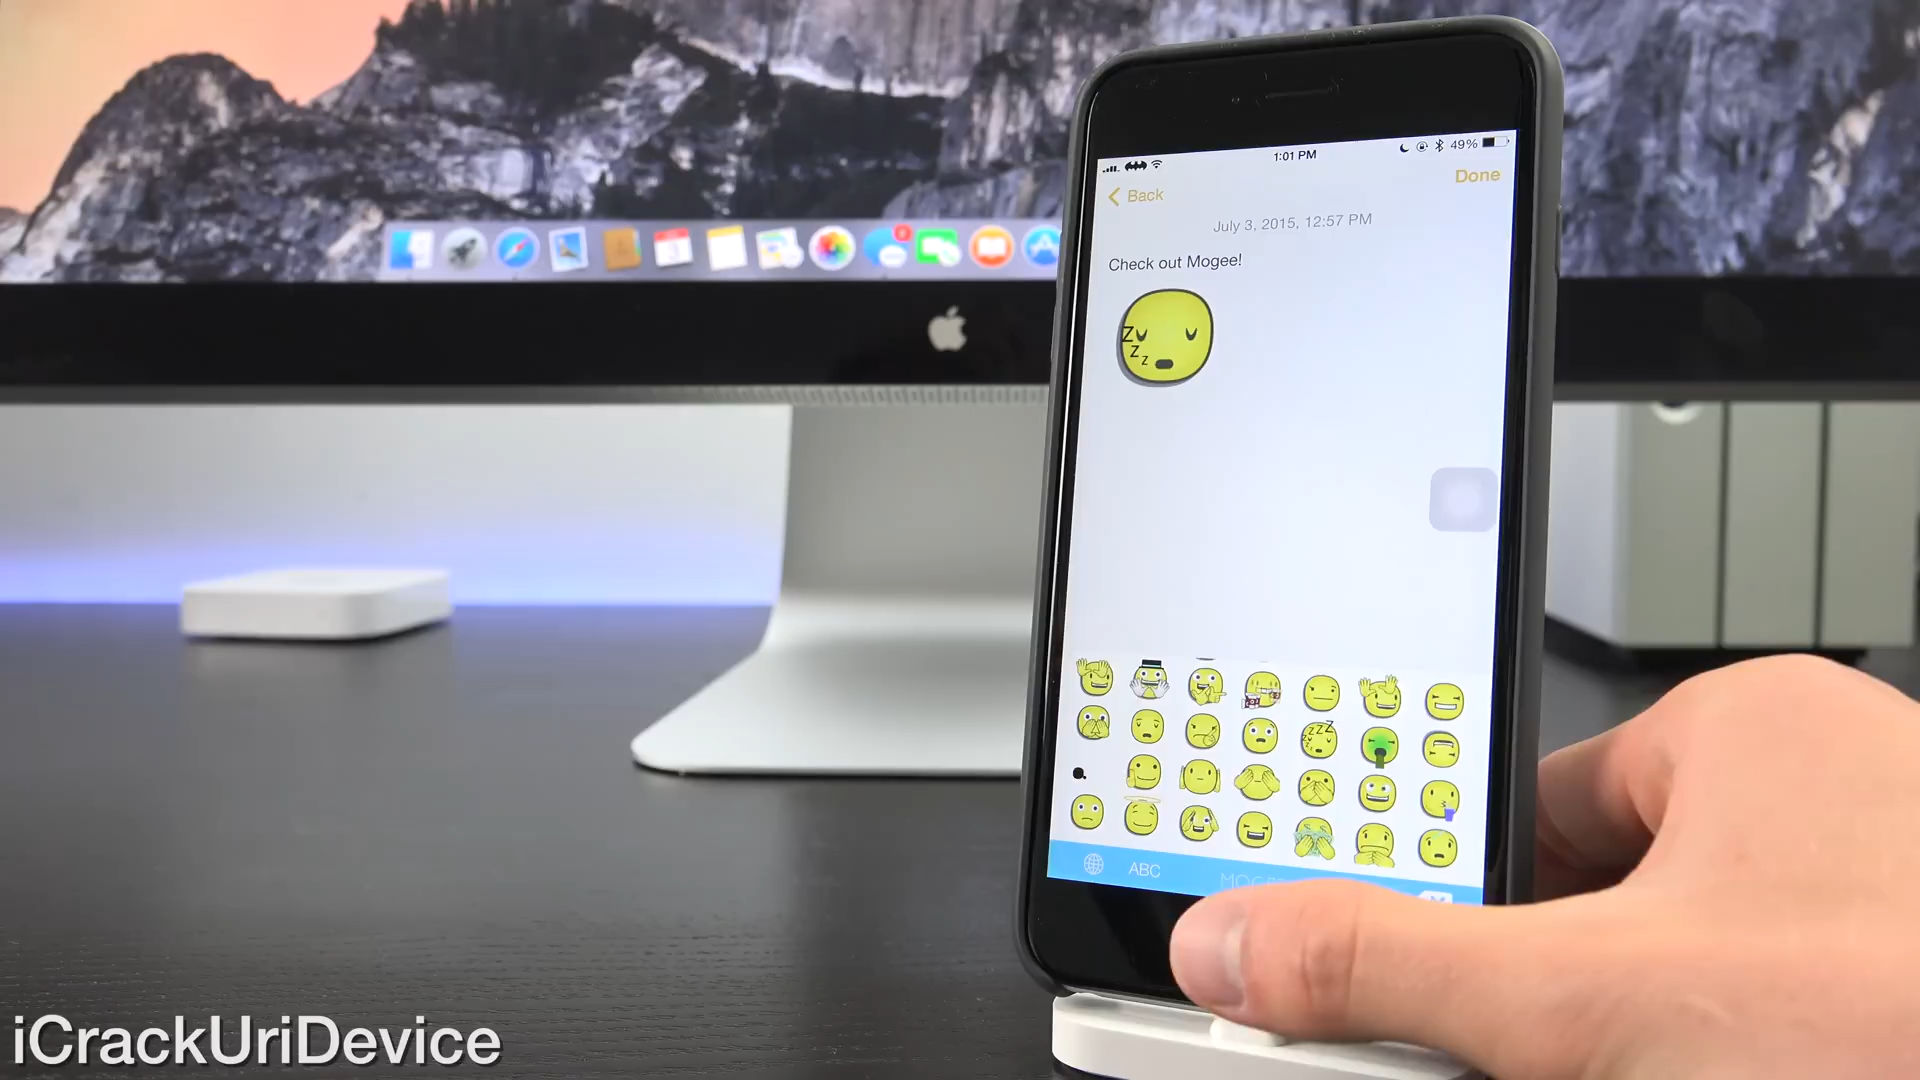 1:01 PM
49%
Back
Done
July 3, 2015, 12:57 PM
Check out Mogee!
Z
Z
Z
ABC
iCrackUriDevice